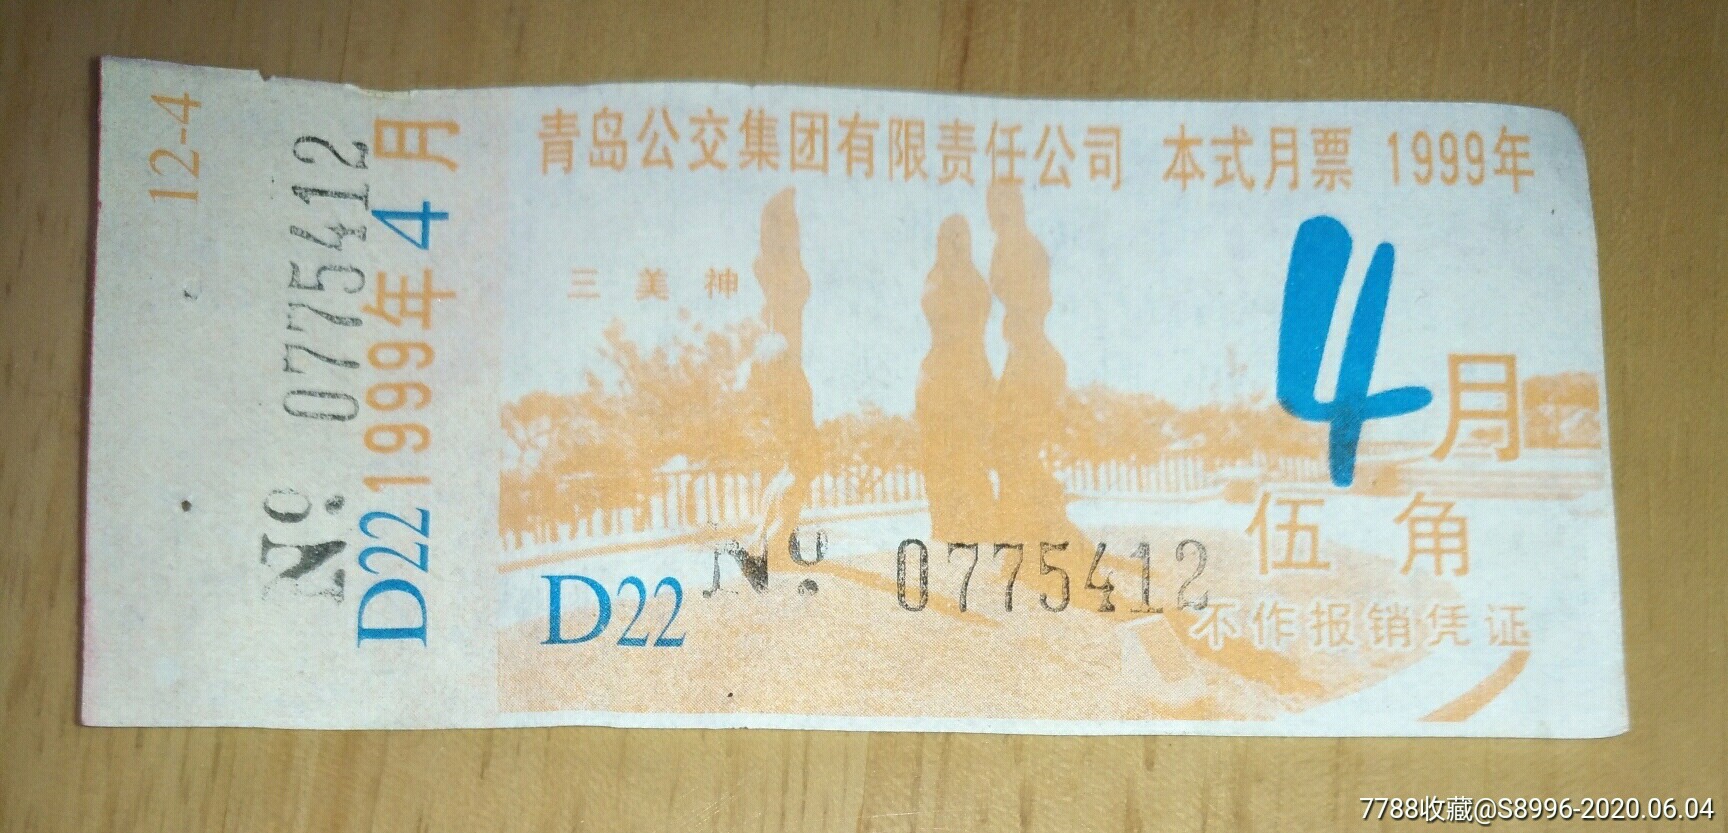 12-4
№ 0775412
D22 1999年 4 月
青岛公交集团有限责任公司 本式月票 1999年
三美神
4月
伍角
D22 № 0775412
不作报销凭证
7788收藏@S8996-2020.06.04